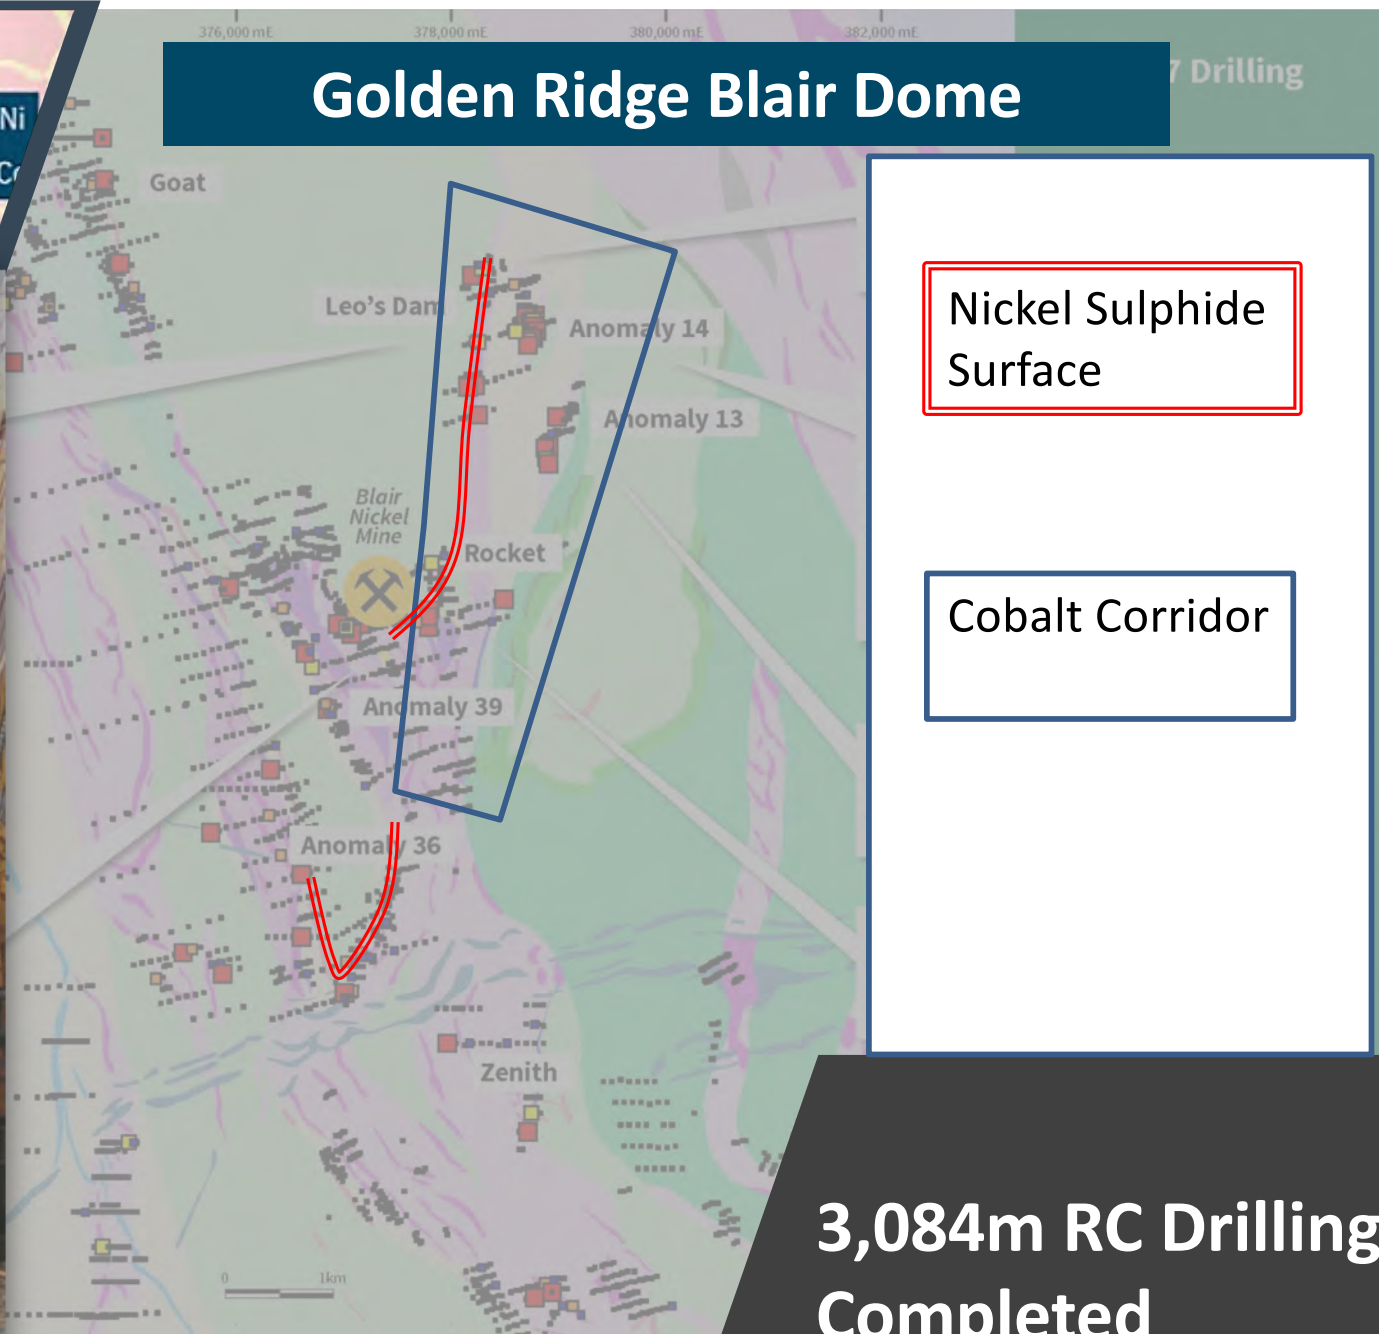 376,000 mE
378,000 mE
380,000 mE
382,000 mE
7 Drilling
Golden Ridge Blair Dome
Ni
Goat
Leo's Dam
Anomaly 14
Nickel Sulphide
Surface
Anomaly 13
Blair
Nickel
Mine
Rocket
Cobalt Corridor
Anomaly 39
Anomaly 36
Zenith
0
1km
3,084m RC Drilling
Completed